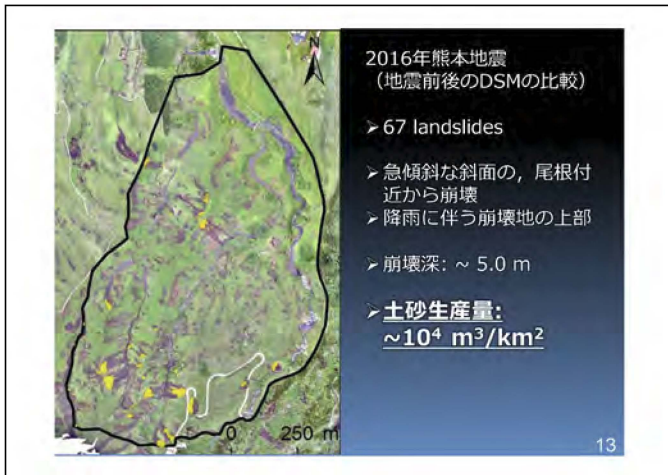 N
2016年熊本地震
（地震前後のDSMの比較）
➢67 landslides
➢急傾斜な斜面の，尾根付
近から崩壊
➢降雨に伴う崩壊地の上部
➢崩壊深: ~ 5.0 m
➢土砂生産量:
~10⁴ m³/km²
0 250 m
13